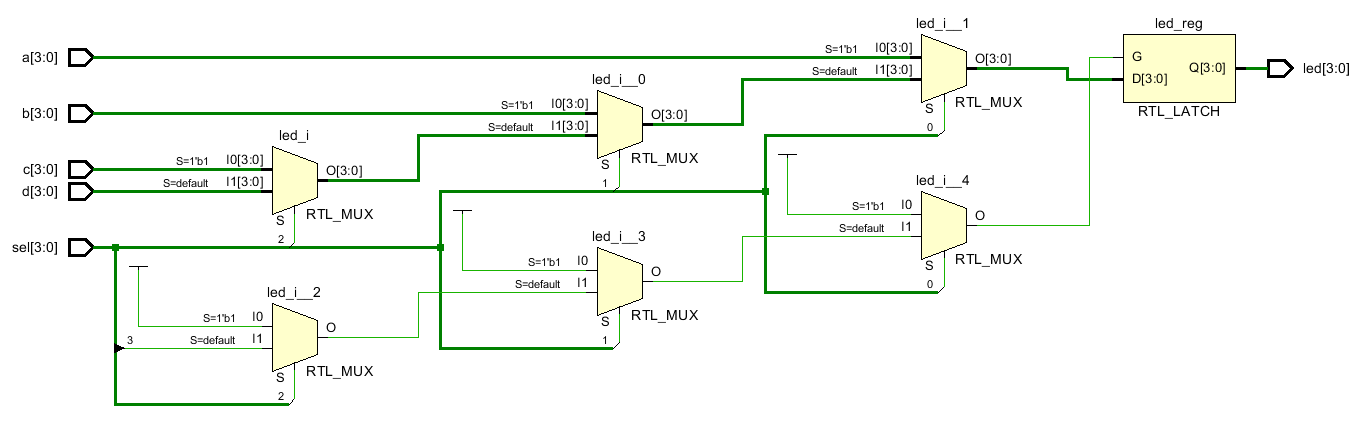 led_i__1
led_reg
a[3:0]
S=1'b1
I0[3:0]
S=default
I1[3:0]
O[3:0]
S
RTL_MUX
0
G
D[3:0]
Q[3:0]
RTL_LATCH
led[3:0]
led_i__0
b[3:0]
S=1'b1
I0[3:0]
S=default
I1[3:0]
O[3:0]
S
RTL_MUX
1
led_i
c[3:0]
S=1'b1
I0[3:0]
d[3:0]
S=default
I1[3:0]
O[3:0]
S
RTL_MUX
2
led_i__4
S=1'b1
I0
S=default
I1
O
S
RTL_MUX
0
sel[3:0]
led_i__3
S=1'b1
I0
S=default
I1
O
S
RTL_MUX
1
led_i__2
S=1'b1
I0
3
S=default
I1
O
S
RTL_MUX
2